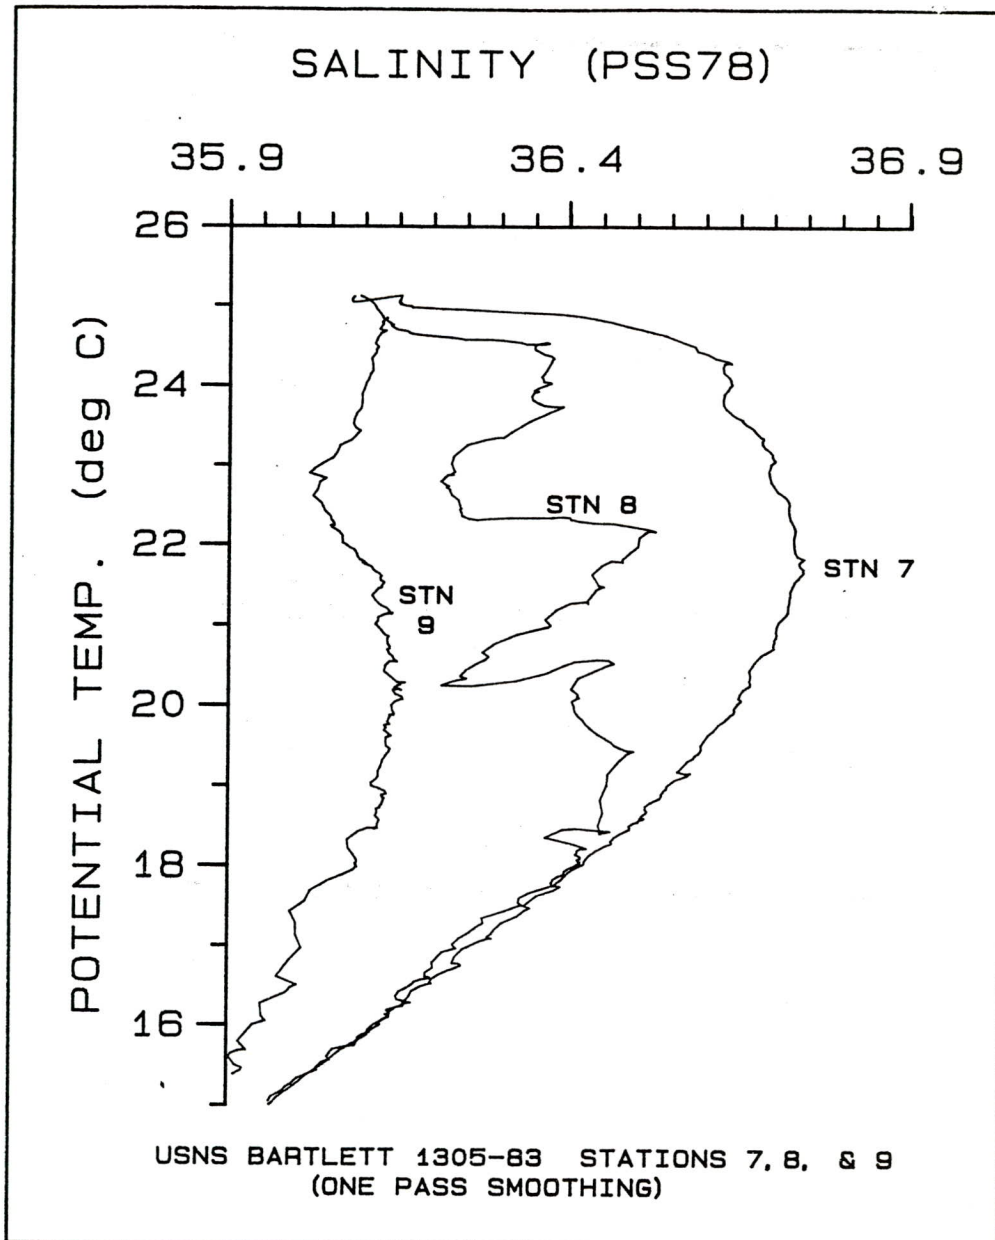 SALINITY (PSS78)
35.9 36.4 36.9
26
24
22
20
18
16
POTENTIAL TEMP. (deg C)
STN 8
STN 7
STN
9
USNS BARTLETT 1305-83 STATIONS 7, 8, & 9
(ONE PASS SMOOTHING)